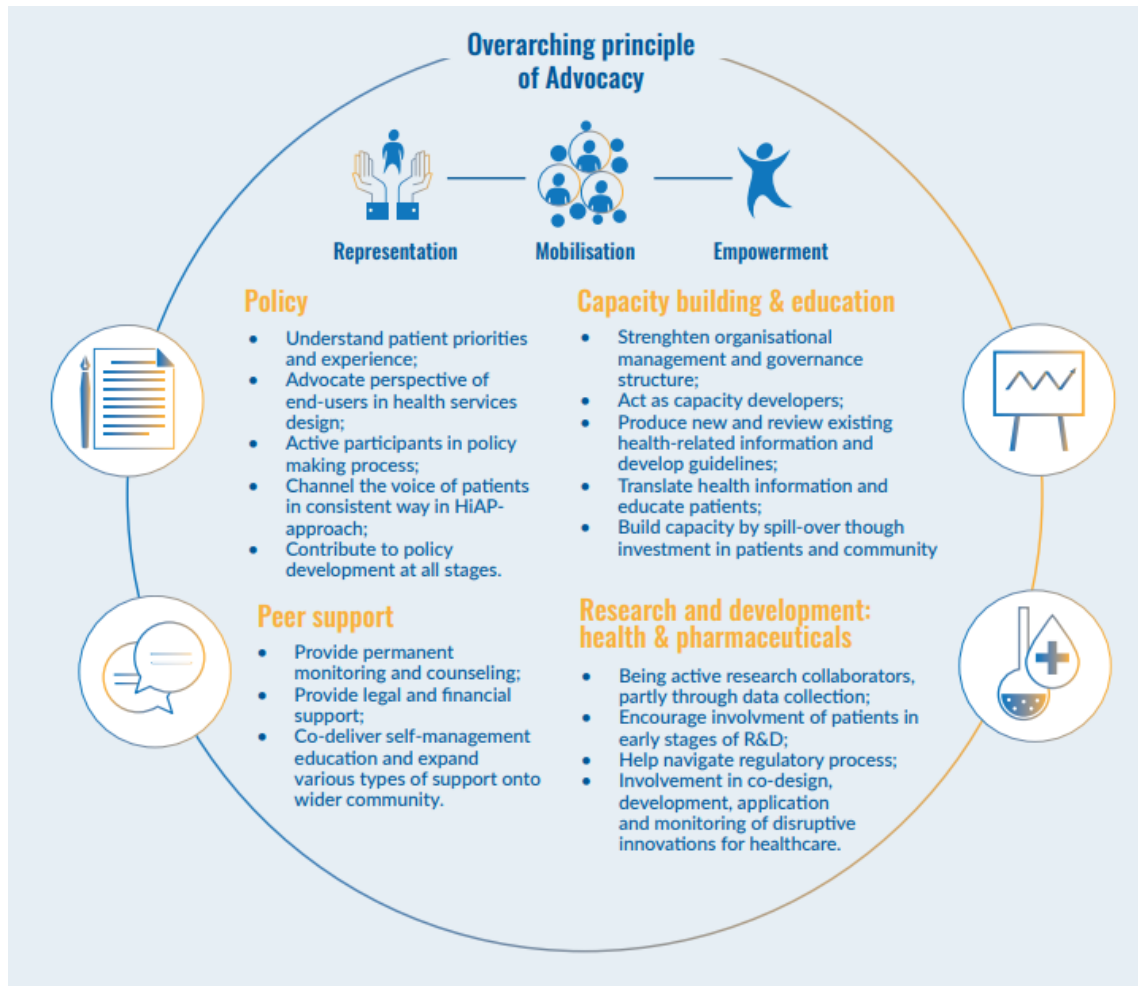 Overarching principle
of Advocacy
Representation
Mobilisation
Empowerment
Policy
• Understand patient priorities
and experience;
• Advocate perspective of
end-users in health services
design;
• Active participants in policy
making process;
• Channel the voice of patients
in consistent way in HiAP-
approach;
• Contribute to policy
development at all stages.
Capacity building & education
• Strenghten organisational
management and governance
structure;
• Act as capacity developers;
• Produce new and review existing
health-related information and
develop guidelines;
• Translate health information and
educate patients;
• Build capacity by spill-over though
investment in patients and community
Peer support
• Provide permanent
monitoring and counseling;
• Provide legal and financial
support;
• Co-deliver self-management
education and expand
various types of support onto
wider community.
Research and development:
health & pharmaceuticals
• Being active research collaborators,
partly through data collection;
• Encourage involvment of patients in
early stages of R&D;
• Help navigate regulatory process;
• Involvement in co-design,
development, application
and monitoring of disruptive
innovations for healthcare.